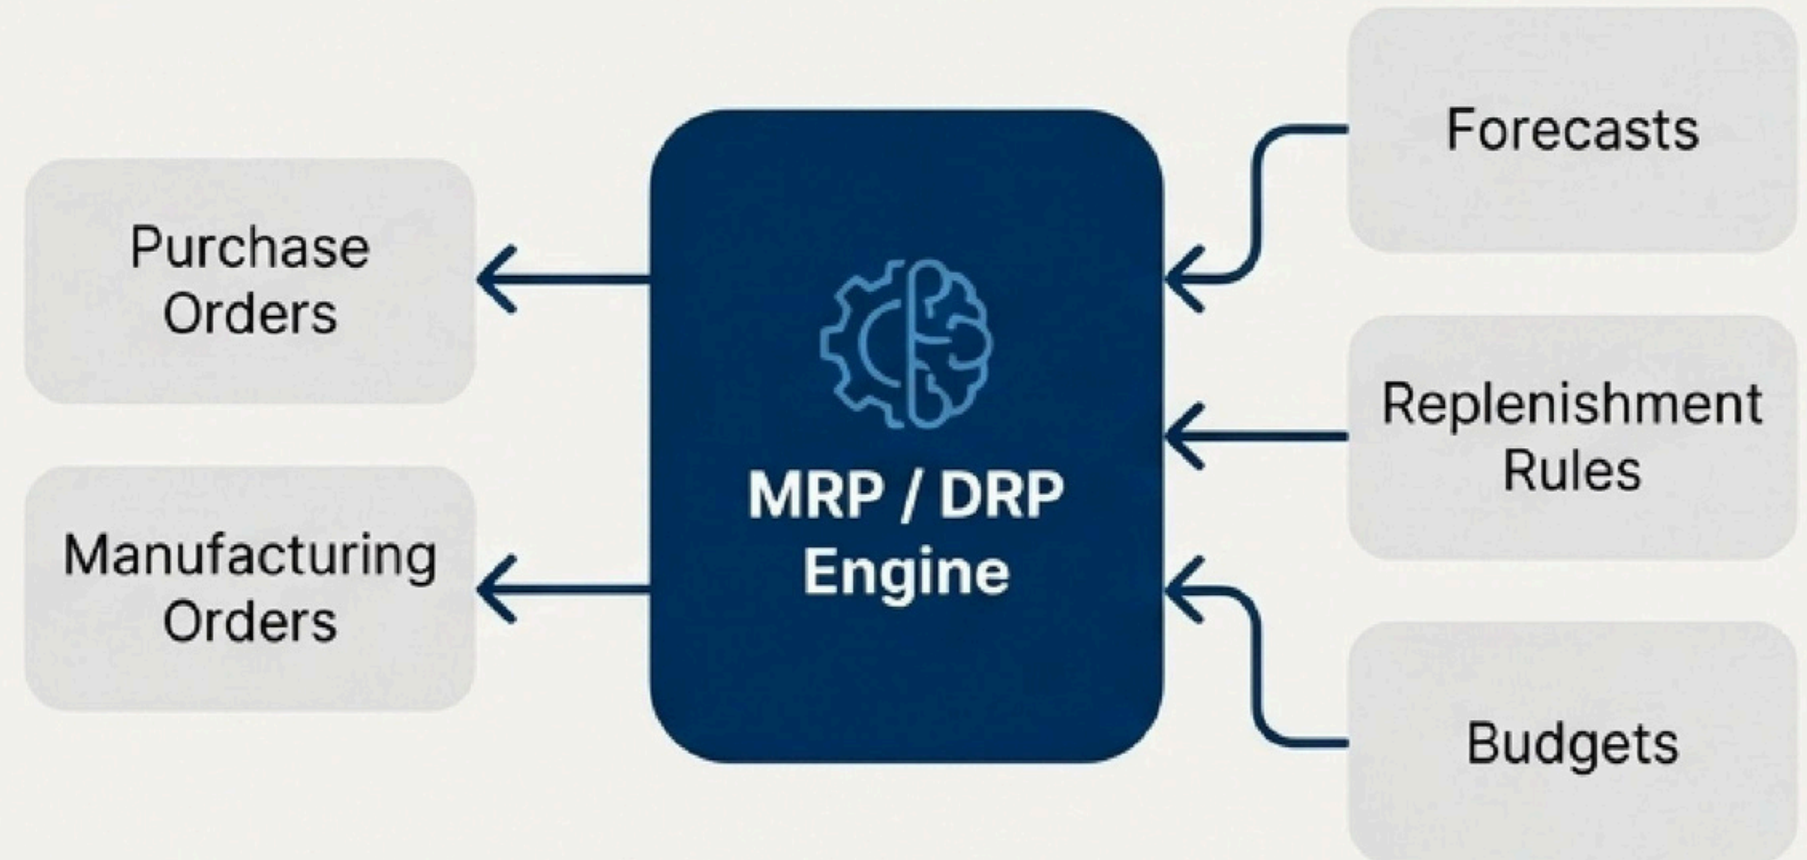 Purchase
Orders
Manufacturing
Orders
MRP / DRP
Engine
Forecasts
Replenishment
Rules
Budgets